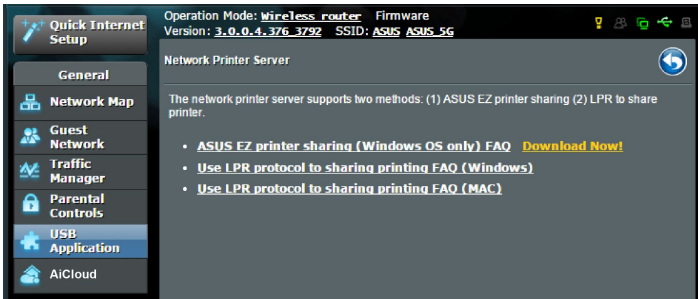 Quick Internet
Setup
General
Network Map
Guest
Network
Traffic
Manager
Parental
Controls
USB
Application
AiCloud
Operation Mode: Wireless router Firmware
Version: 3.0.0.4.376_3792 SSID: ASUS ASUS_5G
Network Printer Server
The network printer server supports two methods: (1) ASUS EZ printer sharing (2) LPR to share
printer.
• ASUS EZ printer sharing (Windows OS only) FAQ Download Now!
• Use LPR protocol to sharing printing FAQ (Windows)
• Use LPR protocol to sharing printing FAQ (MAC)